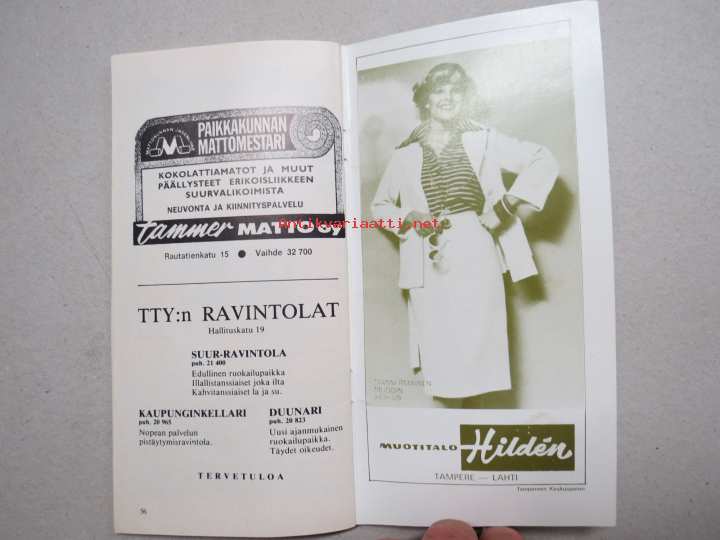 PAIKKAKUNNAN
MATTOMESTARI
KOKOLATTIAMATOT JA MUUT
PÄÄLLYSTEET ERIKOISLIIKKEEN
SUURVALIKOIMISTA
NEUVONTA JA KIINNITYSPALVELU
tammer MATTO Oy
Rautatienkatu 15 ● Vaihde 32 700
Antikvariaatti.net
TTY:n RAVINTOLAT
Hallituskatu 19
SUUR-RAVINTOLA
puh. 21 400
Edullinen ruokailupaikka
Illallistanssiaiset joka ilta
Kahvitanssiaiset la ja su.
KAUPUNGINKELLARI
puh. 20 965
Nopean palvelun
pistäytymisravintola.
DUUNARI
puh. 20 823
Uusi ajanmukainen
ruokailupaikka.
Täydet oikeudet.
TERVETULOA
56
MUOTITALO Hildén
TAMPERE — LAHTI
Tampereen Keskuspaino